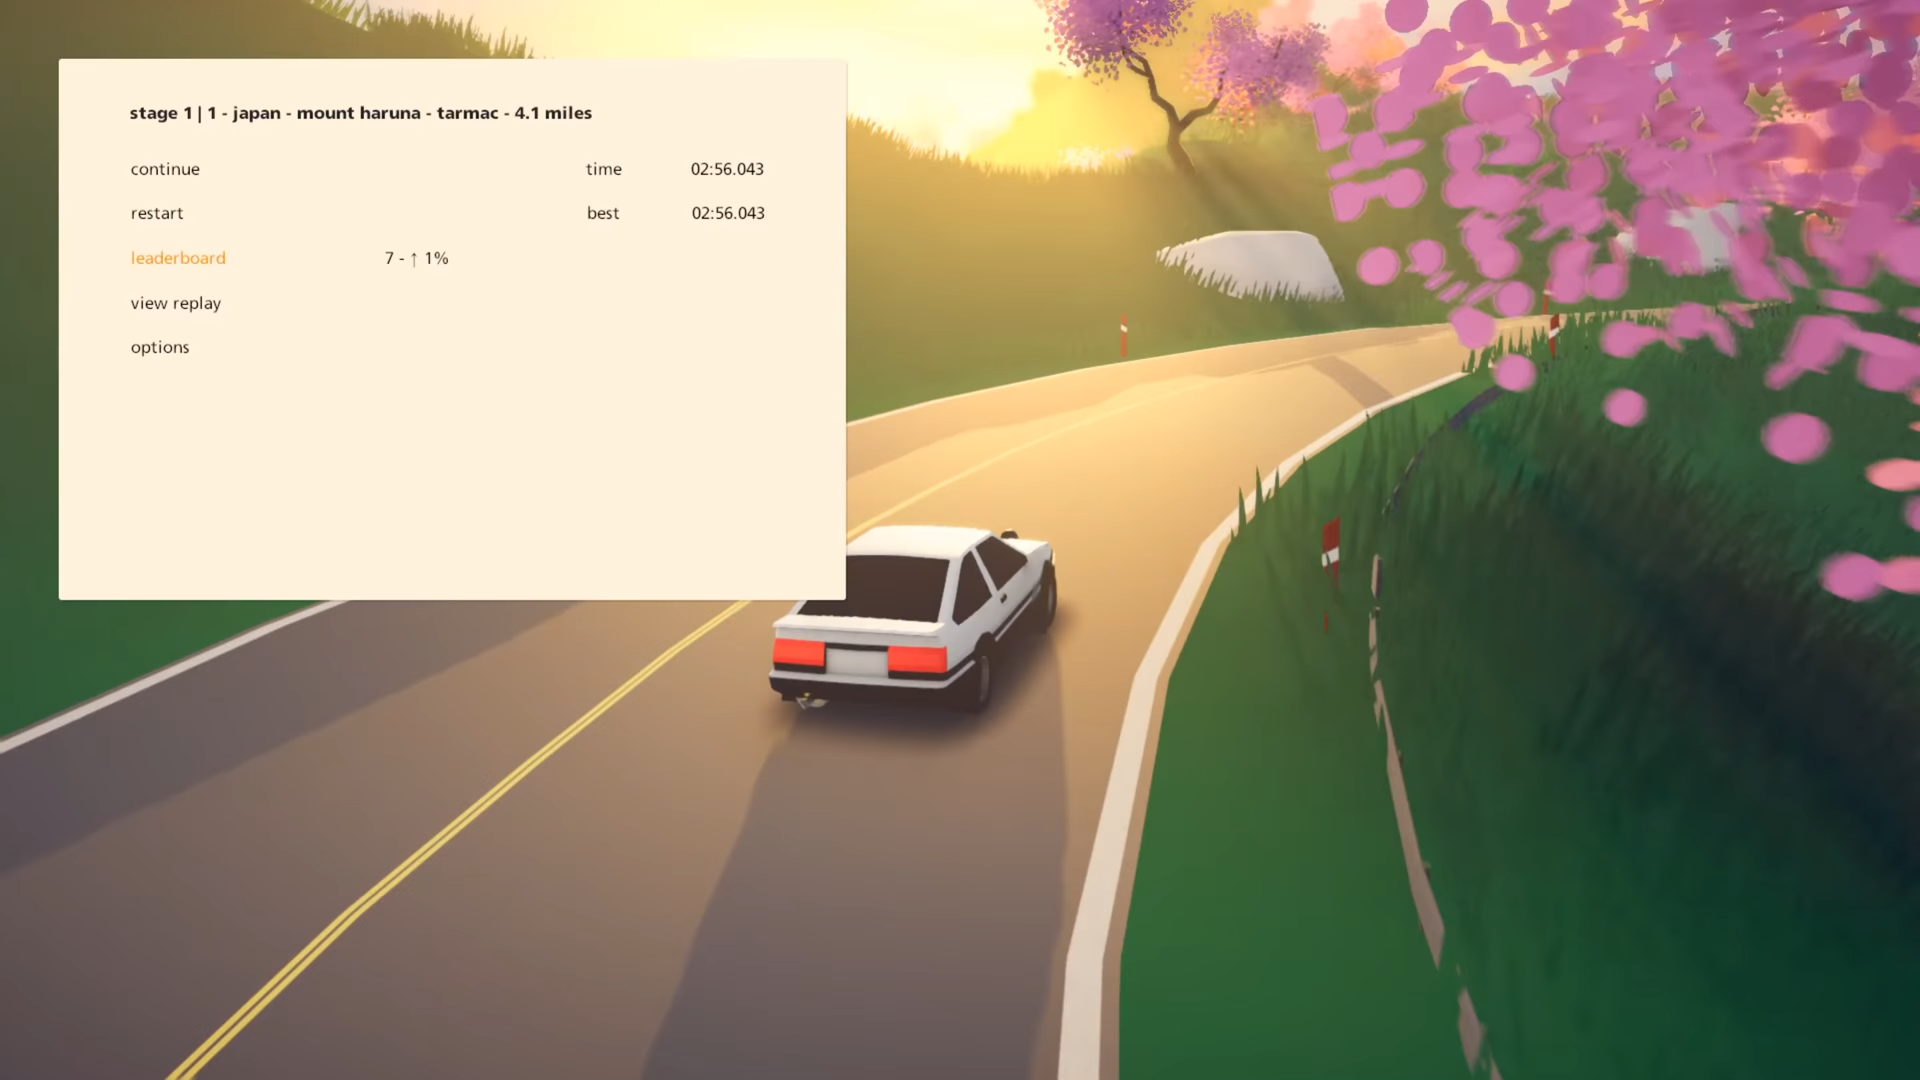 stage 1 | 1 - japan - mount haruna - tarmac - 4.1 miles
continue time 02:56.043
restart best 02:56.043
leaderboard 7 - ↑ 1%
view replay
options